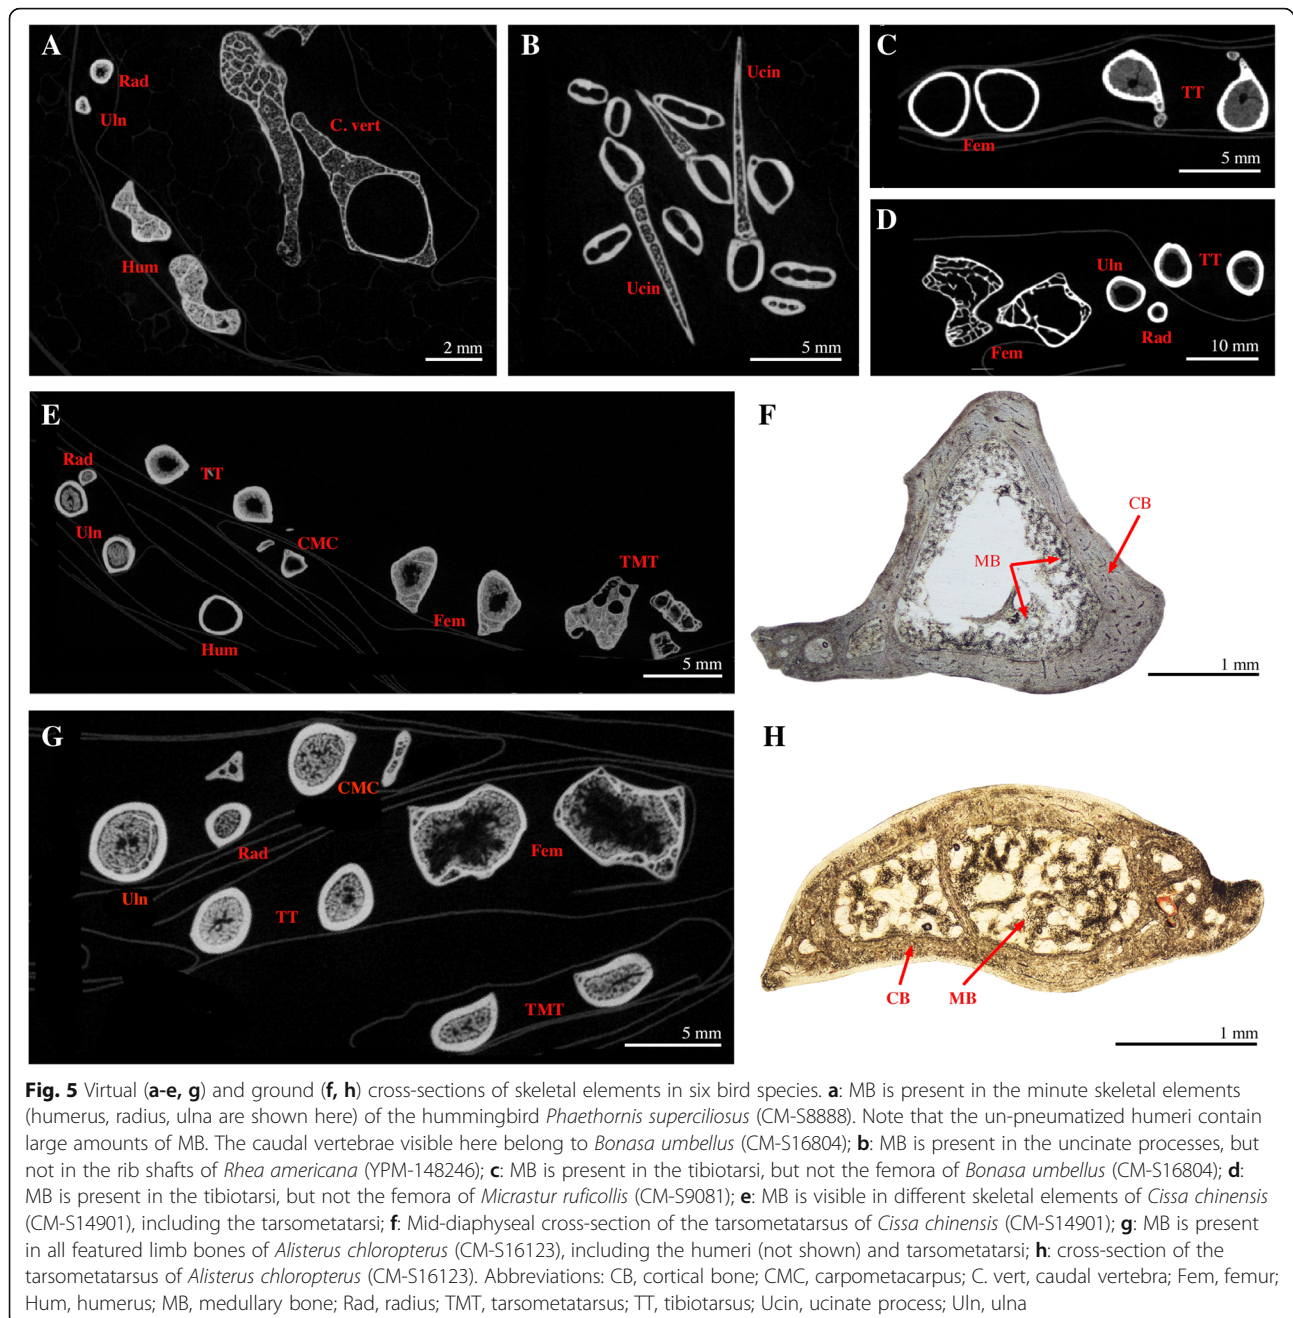 A
Rad
Uln
C. vert
Hum
2 mm
B
Ucin
Ucin
5 mm
C
TT
Fem
5 mm
D
Uln
TT
Fem
Rad
10 mm
E
Rad
TT
Uln
CMC
TMT
Fem
Hum
5 mm
F
CB
MB
1 mm
G
CMC
Rad
Fem
Uln
TT
TMT
5 mm
H
CB
MB
1 mm
Fig. 5 Virtual (a-e, g) and ground (f, h) cross-sections of skeletal elements in six bird species. a: MB is present in the minute skeletal elements
(humerus, radius, ulna are shown here) of the hummingbird Phaethornis superciliosus (CM-S8888). Note that the un-pneumatized humeri contain
large amounts of MB. The caudal vertebrae visible here belong to Bonasa umbellus (CM-S16804); b: MB is present in the uncinate processes, but
not in the rib shafts of Rhea americana (YPM-148246); c: MB is present in the tibiotarsi, but not the femora of Bonasa umbellus (CM-S16804); d:
MB is present in the tibiotarsi, but not the femora of Micrastur ruficollis (CM-S9081); e: MB is visible in different skeletal elements of Cissa chinensis
(CM-S14901), including the tarsometatarsi; f: Mid-diaphyseal cross-section of the tarsometatarsus of Cissa chinensis (CM-S14901); g: MB is present
in all featured limb bones of Alisterus chloropterus (CM-S16123), including the humeri (not shown) and tarsometatarsi; h: cross-section of the
tarsometatarsus of Alisterus chloropterus (CM-S16123). Abbreviations: CB, cortical bone; CMC, carpometacarpus; C. vert, caudal vertebra; Fem, femur;
Hum, humerus; MB, medullary bone; Rad, radius; TMT, tarsometatarsus; TT, tibiotarsus; Ucin, ucinate process; Uln, ulna